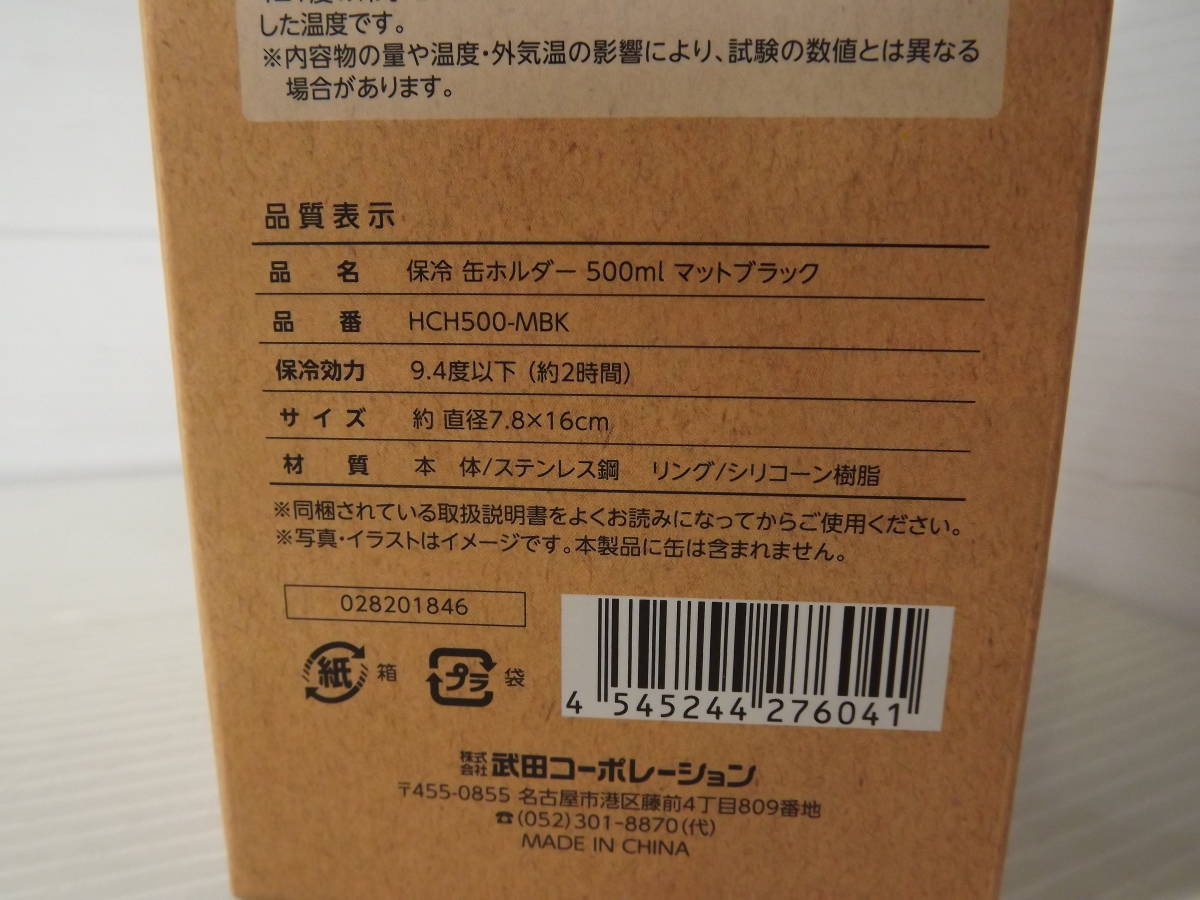 した温度です。
※内容物の量や温度・外気温の影響により、試験の数値とは異なる
場合があります。
品質表示
品 名 保冷 缶ホルダー 500ml マットブラック
品 番 HCH500-MBK
保冷効力 9.4度以下（約2時間）
サイズ 約 直径7.8×16cm
材 質 本 体/ステンレス鋼 リング/シリコーン樹脂
※同梱されている取扱説明書をよくお読みになってからご使用ください。
※写真・イラストはイメージです。本製品に缶は含まれません。
028201846
紙 箱 プラ 袋
4 545244 276041
株式会社 武田コーポレーション
〒455-0855 名古屋市港区藤前4丁目809番地
☎(052)301-8870(代)
MADE IN CHINA